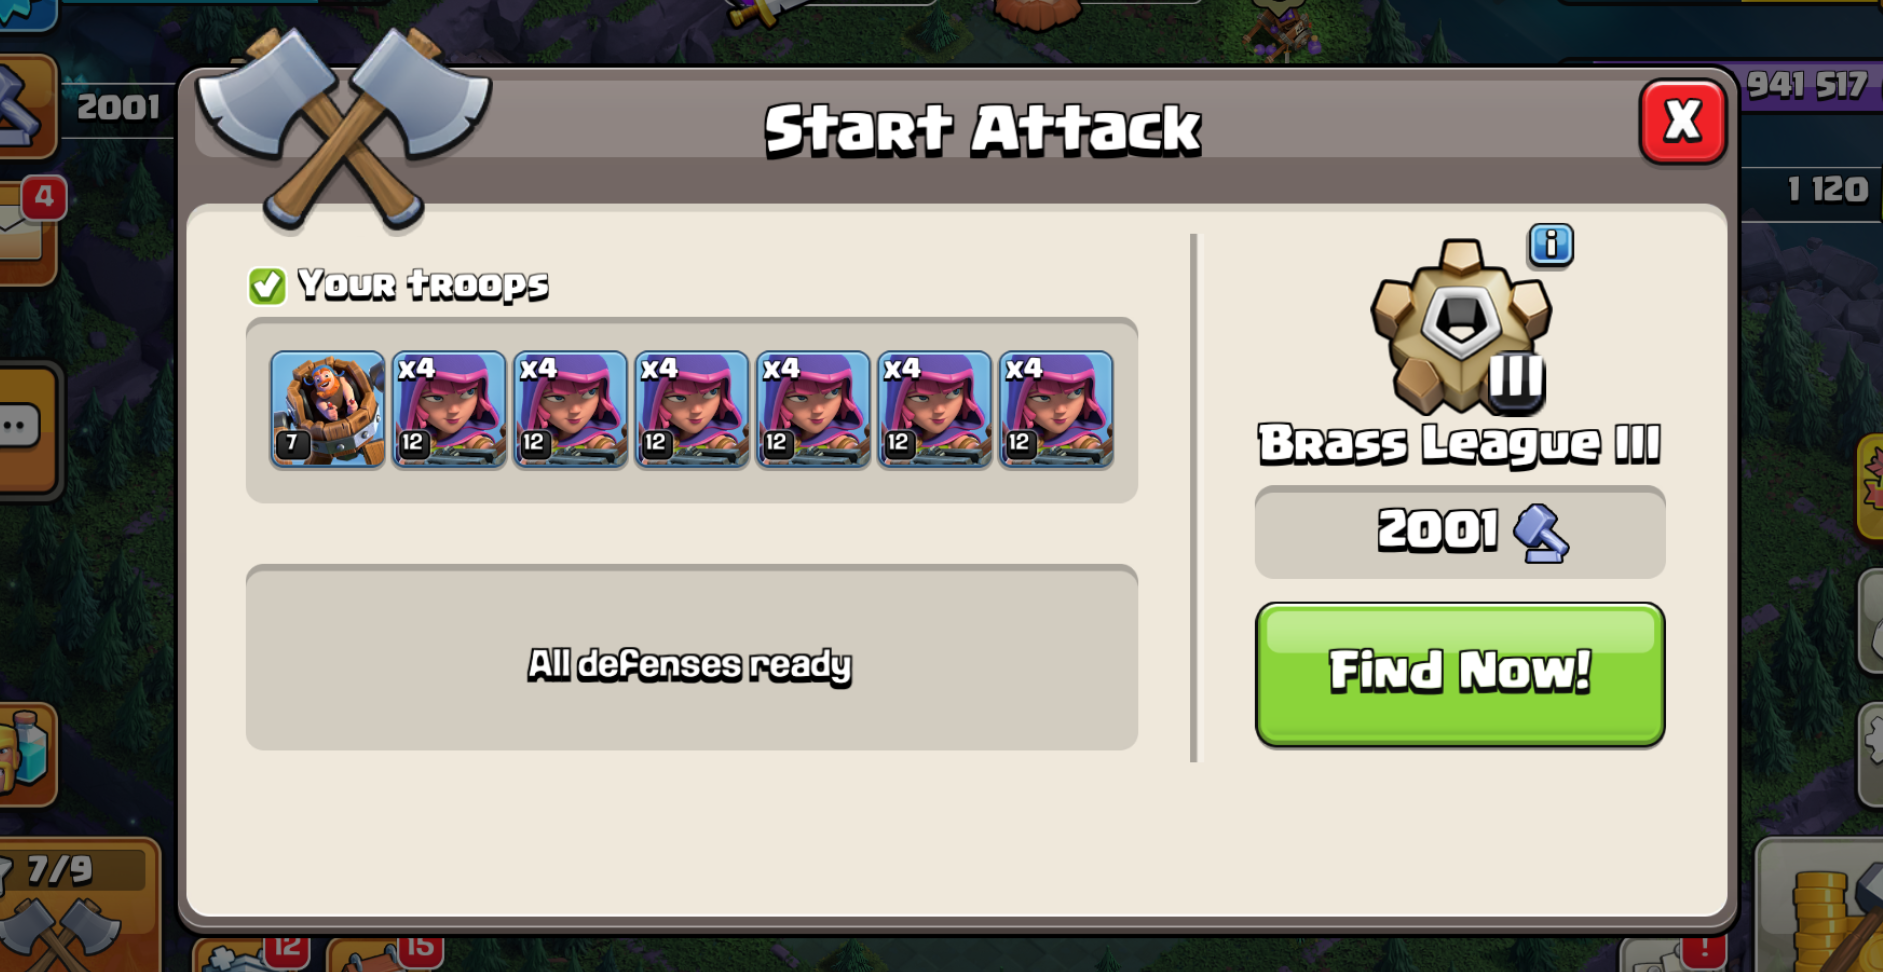 941 517
Start Attack
X
2001
1 120
4
i
Your troops
x4 x4 x4 x4 x4 x4
7 12 12 12 12 12 12
III
Brass League III
2001
Find Now!
All defenses ready
7/9
12
15
!